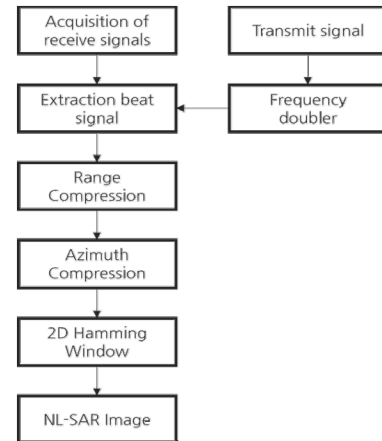 Acquisition of
receive signals
Transmit signal
Extraction beat
signal
Frequency
doubler
Range
Compression
Azimuth
Compression
2D Hamming
Window
NL-SAR Image